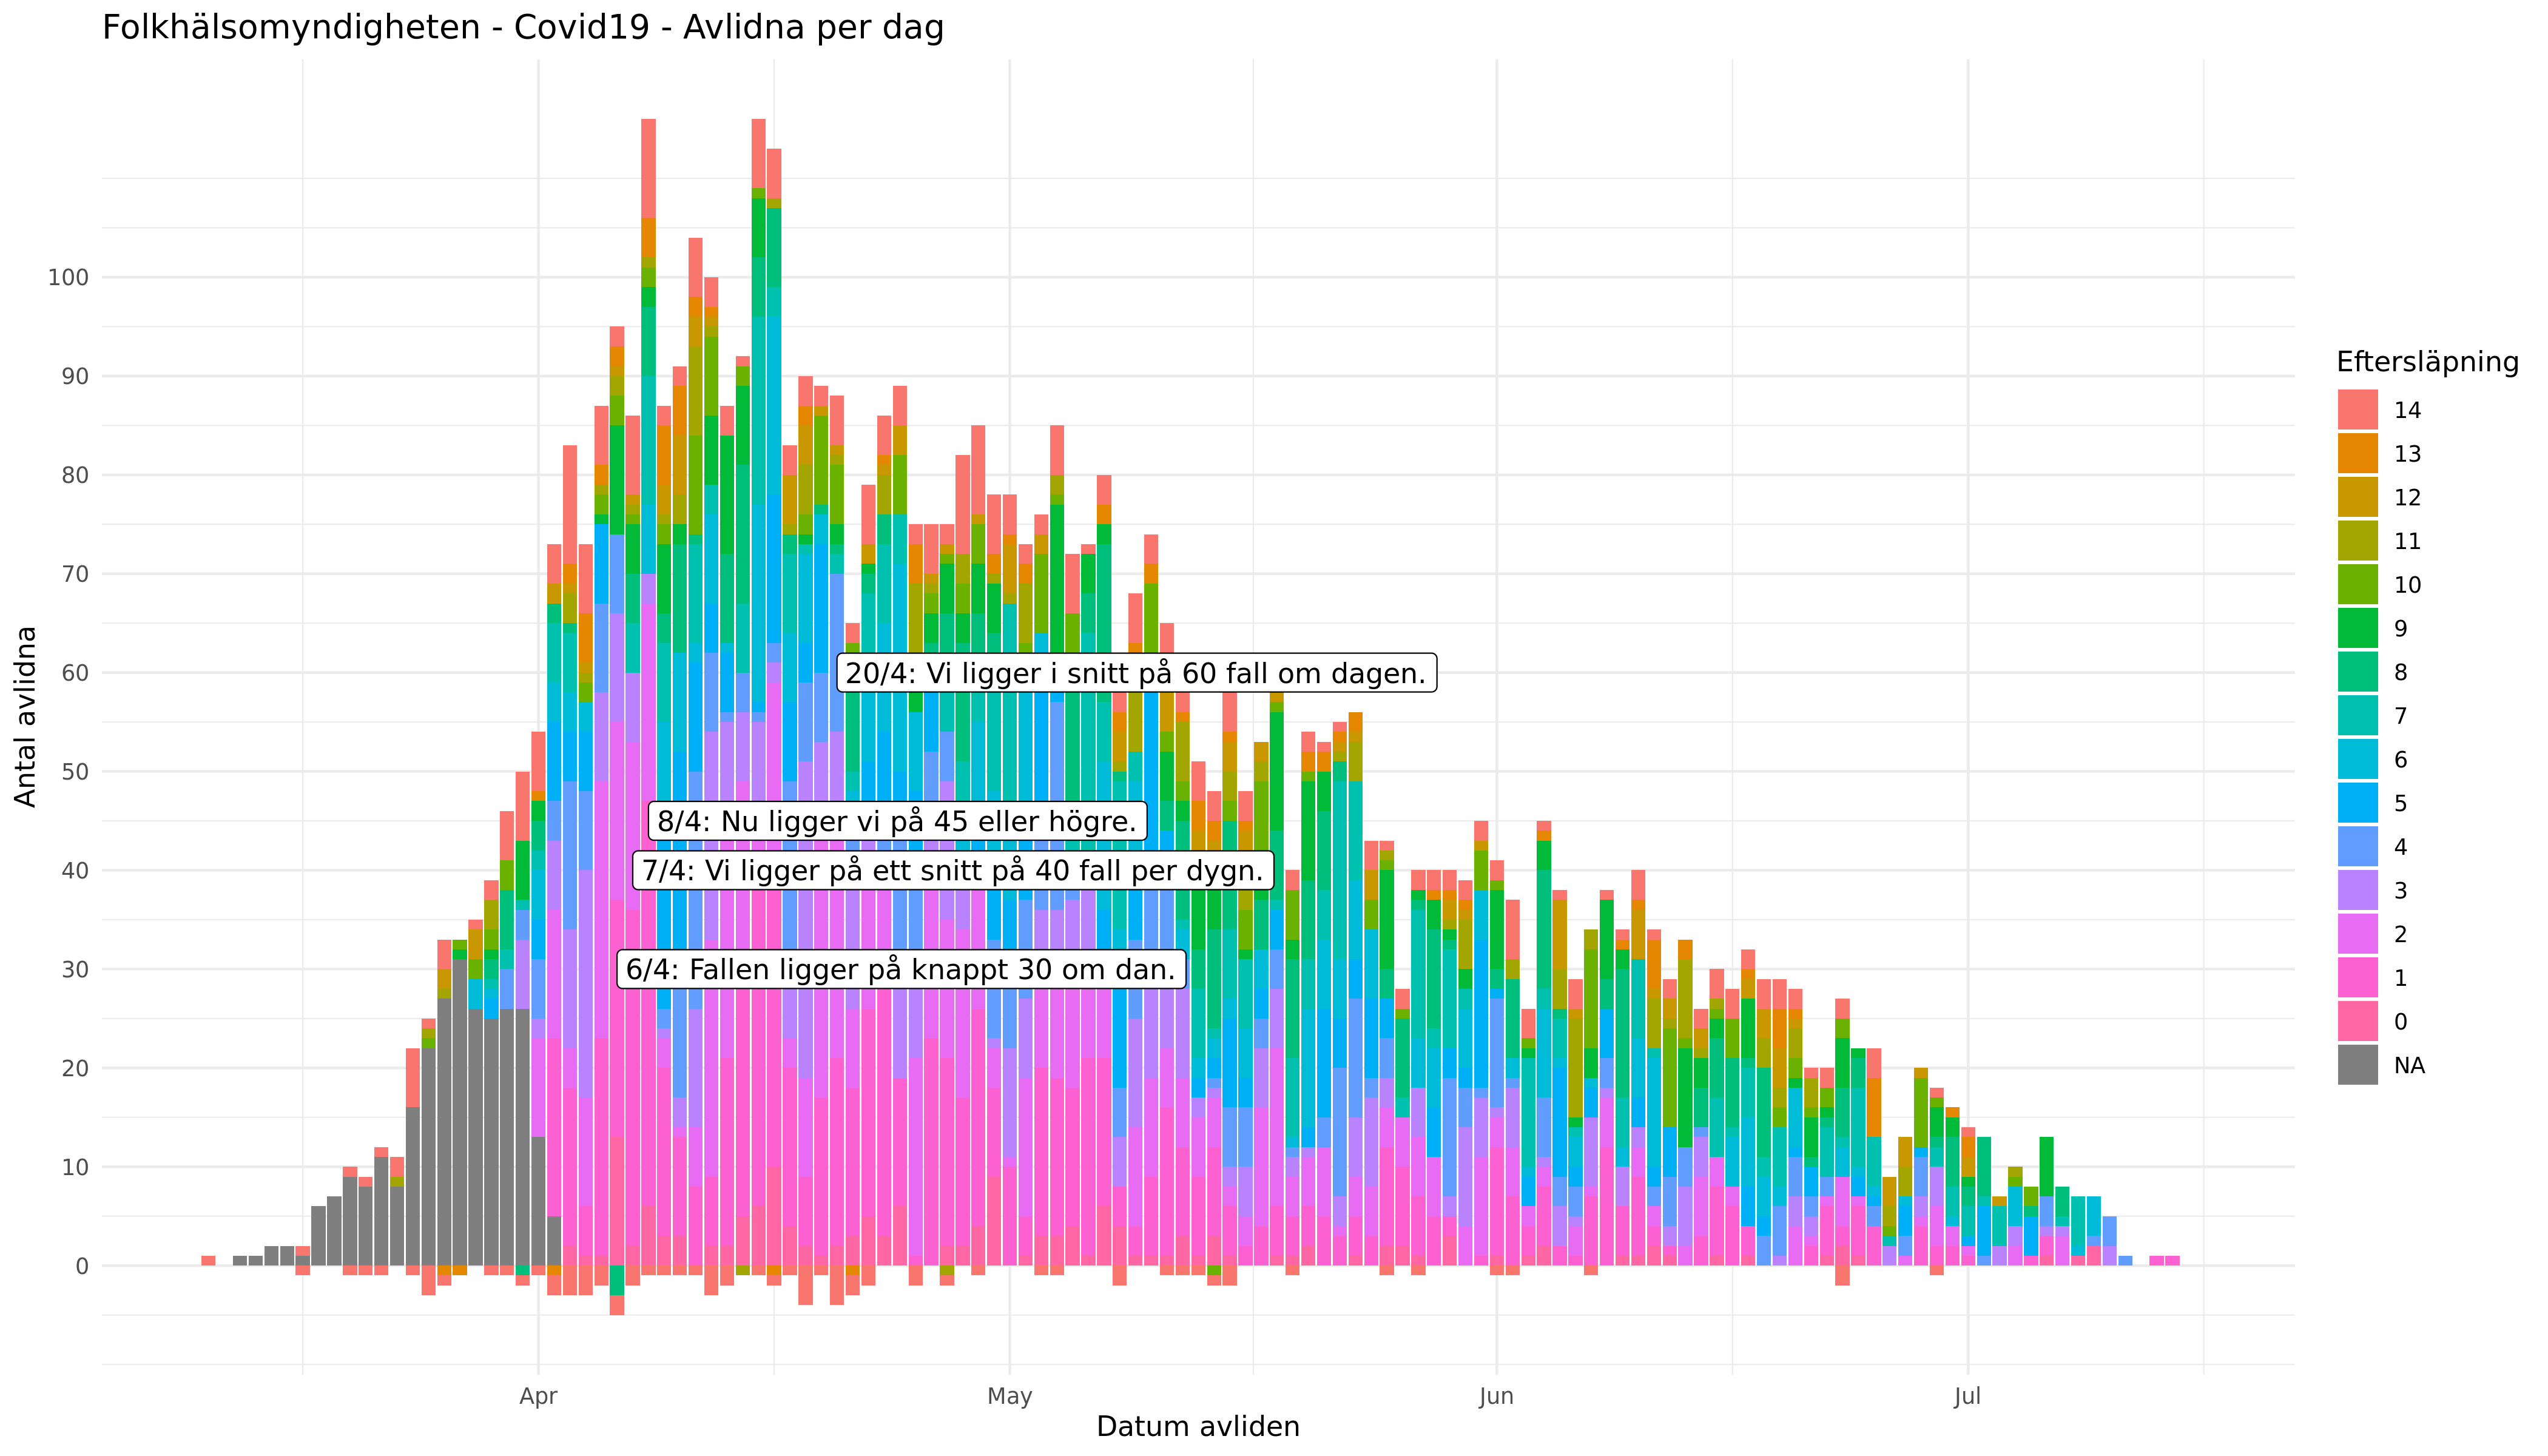 Folkhälsomyndigheten - Covid19 - Avlidna per dag
Antal avlidna
100
90
80
70
60
50
40
30
20
10
0
20/4: Vi ligger i snitt på 60 fall om dagen.
8/4: Nu ligger vi på 45 eller högre.
7/4: Vi ligger på ett snitt på 40 fall per dygn.
6/4: Fallen ligger på knappt 30 om dan.
Apr
May
Jun
Jul
Datum avliden
Eftersläpning
14
13
12
11
10
9
8
7
6
5
4
3
2
1
0
NA